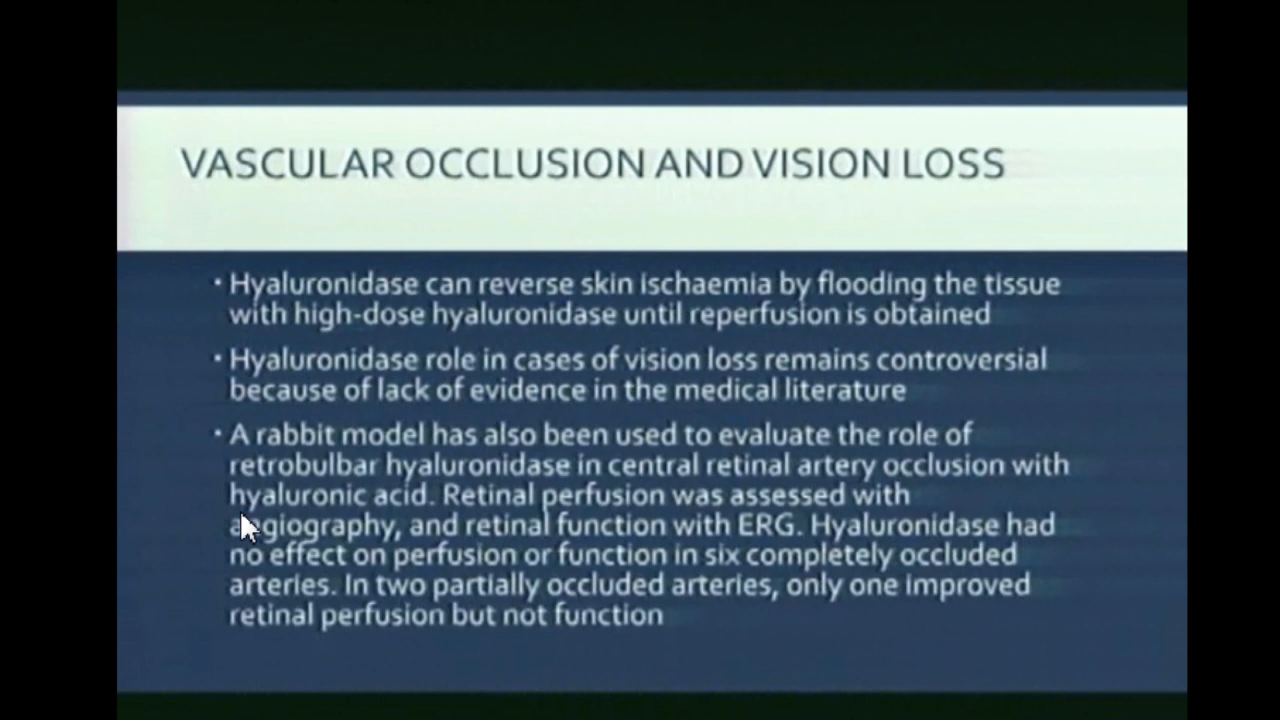 VASCULAR OCCLUSION AND VISION LOSS
· Hyaluronidase can reverse skin ischaemia by flooding the tissue
with high-dose hyaluronidase until reperfusion is obtained
· Hyaluronidase role in cases of vision loss remains controversial
because of lack of evidence in the medical literature
· A rabbit model has also been used to evaluate the role of
retrobulbar hyaluronidase in central retinal artery occlusion with
hyaluronic acid. Retinal perfusion was assessed with
angiography, and retinal function with ERG. Hyaluronidase had
no effect on perfusion or function in six completely occluded
arteries. In two partially occluded arteries, only one improved
retinal perfusion but not function